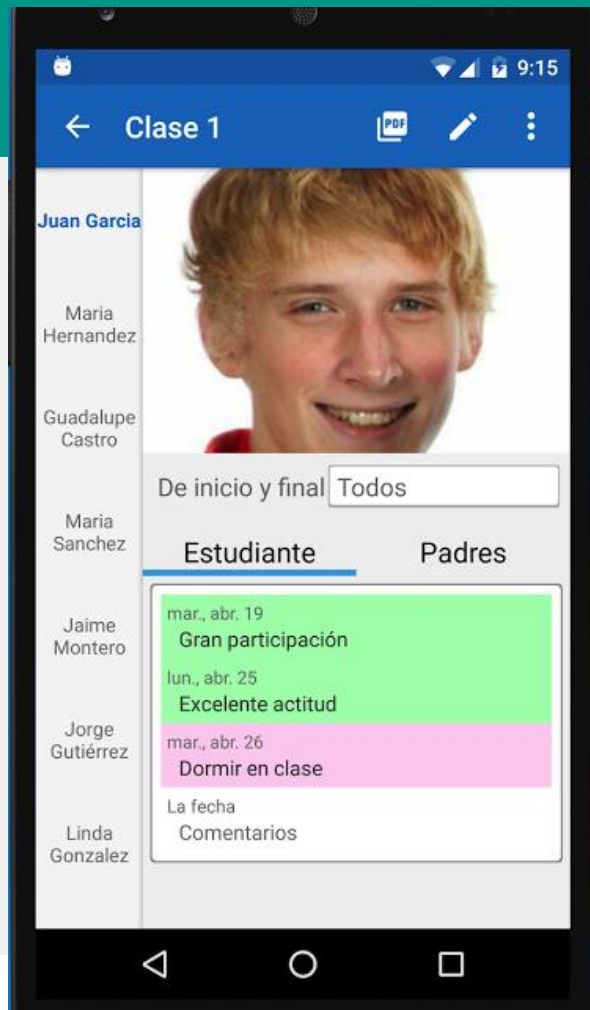 9:15
Clase 1
PDF
Juan Garcia
Maria
Hernandez
Guadalupe
Castro
Maria
Sanchez
Jaime
Montero
Jorge
Gutiérrez
Linda
Gonzalez
De inicio y final Todos
Estudiante Padres
mar., abr. 19
Gran participación
lun., abr. 25
Excelente actitud
mar., abr. 26
Dormir en clase
La fecha
Comentarios